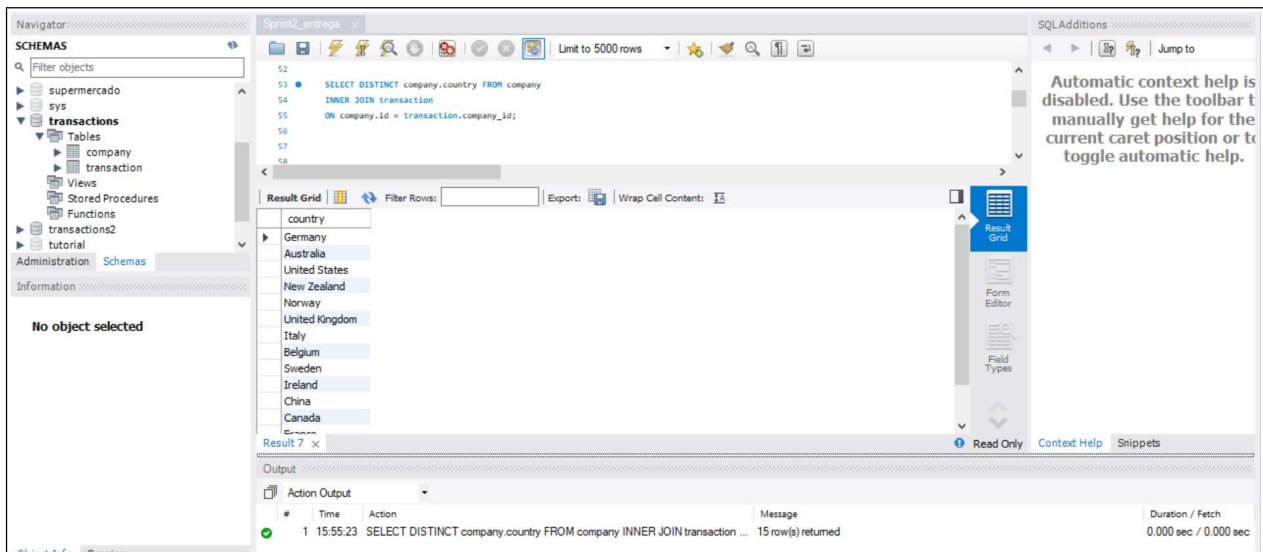 Navigator
SCHEMAS
Filter objects
supermercado
sys
transactions
Tables
company
transaction
Views
Stored Procedures
Functions
transactions2
tutorial
Administration Schemas
Information
No object selected
Sprint2_entrega
Limit to 5000 rows
52
53 SELECT DISTINCT company.country FROM company
54 INNER JOIN transaction
55 ON company.id = transaction.company_id;
56
57
58
Result Grid Filter Rows: Export: Wrap Cell Content:
country
Germany
Australia
United States
New Zealand
Norway
United Kingdom
Italy
Belgium
Sweden
Ireland
China
Canada
France
Result Grid
Form Editor
Field Types
Result 7
Read Only
SQLAdditions
Jump to
Automatic context help is
disabled. Use the toolbar t
manually get help for the
current caret position or to
toggle automatic help.
Context Help Snippets
Output
Action Output
# Time Action Message Duration / Fetch
1 15:55:23 SELECT DISTINCT company.country FROM company INNER JOIN transaction ... 15 row(s) returned 0.000 sec / 0.000 sec
Object Info Session